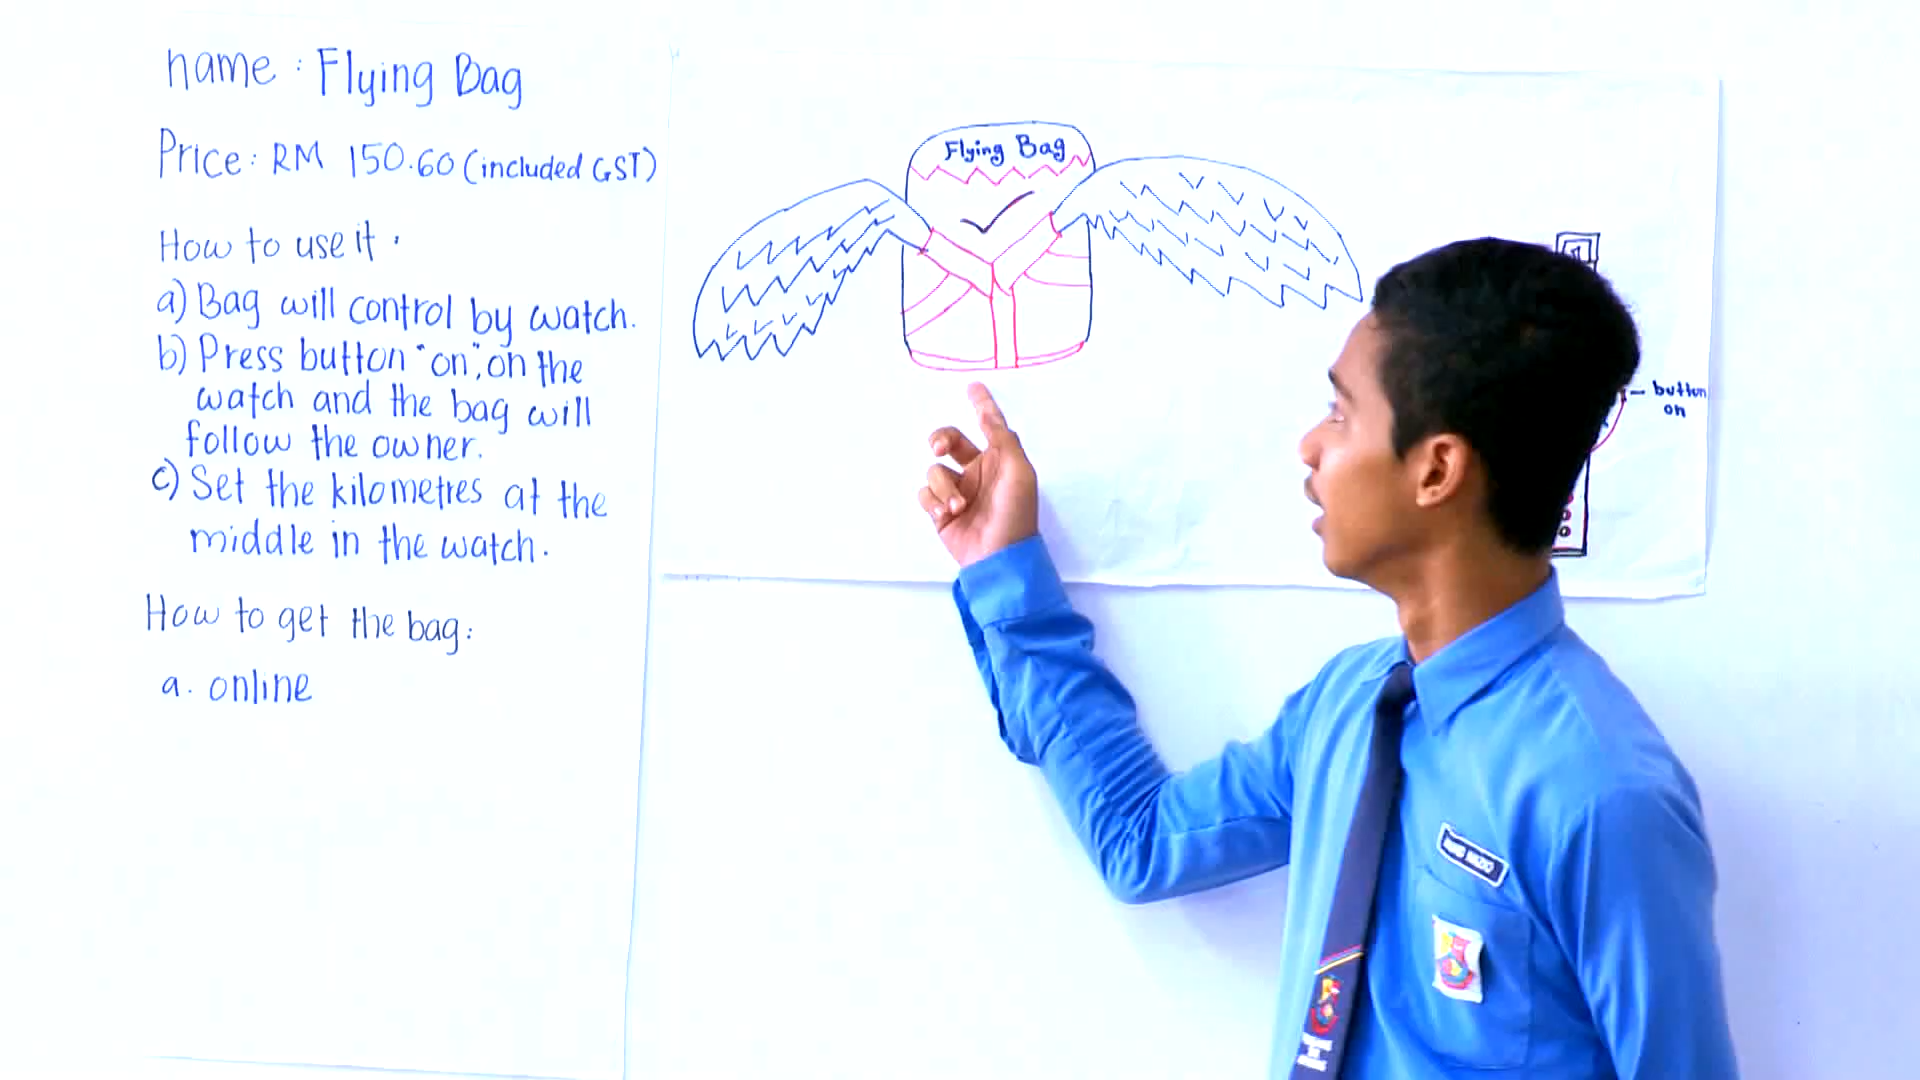 name : Flying Bag
Price : RM 150.60 (included GST)
How to use it :
a) Bag will control by watch.
b) Press button "on", on the
watch and the bag will
follow the owner.
c) Set the kilometres at the
middle in the watch.
How to get the bag :
a. online
Flying Bag
button
on